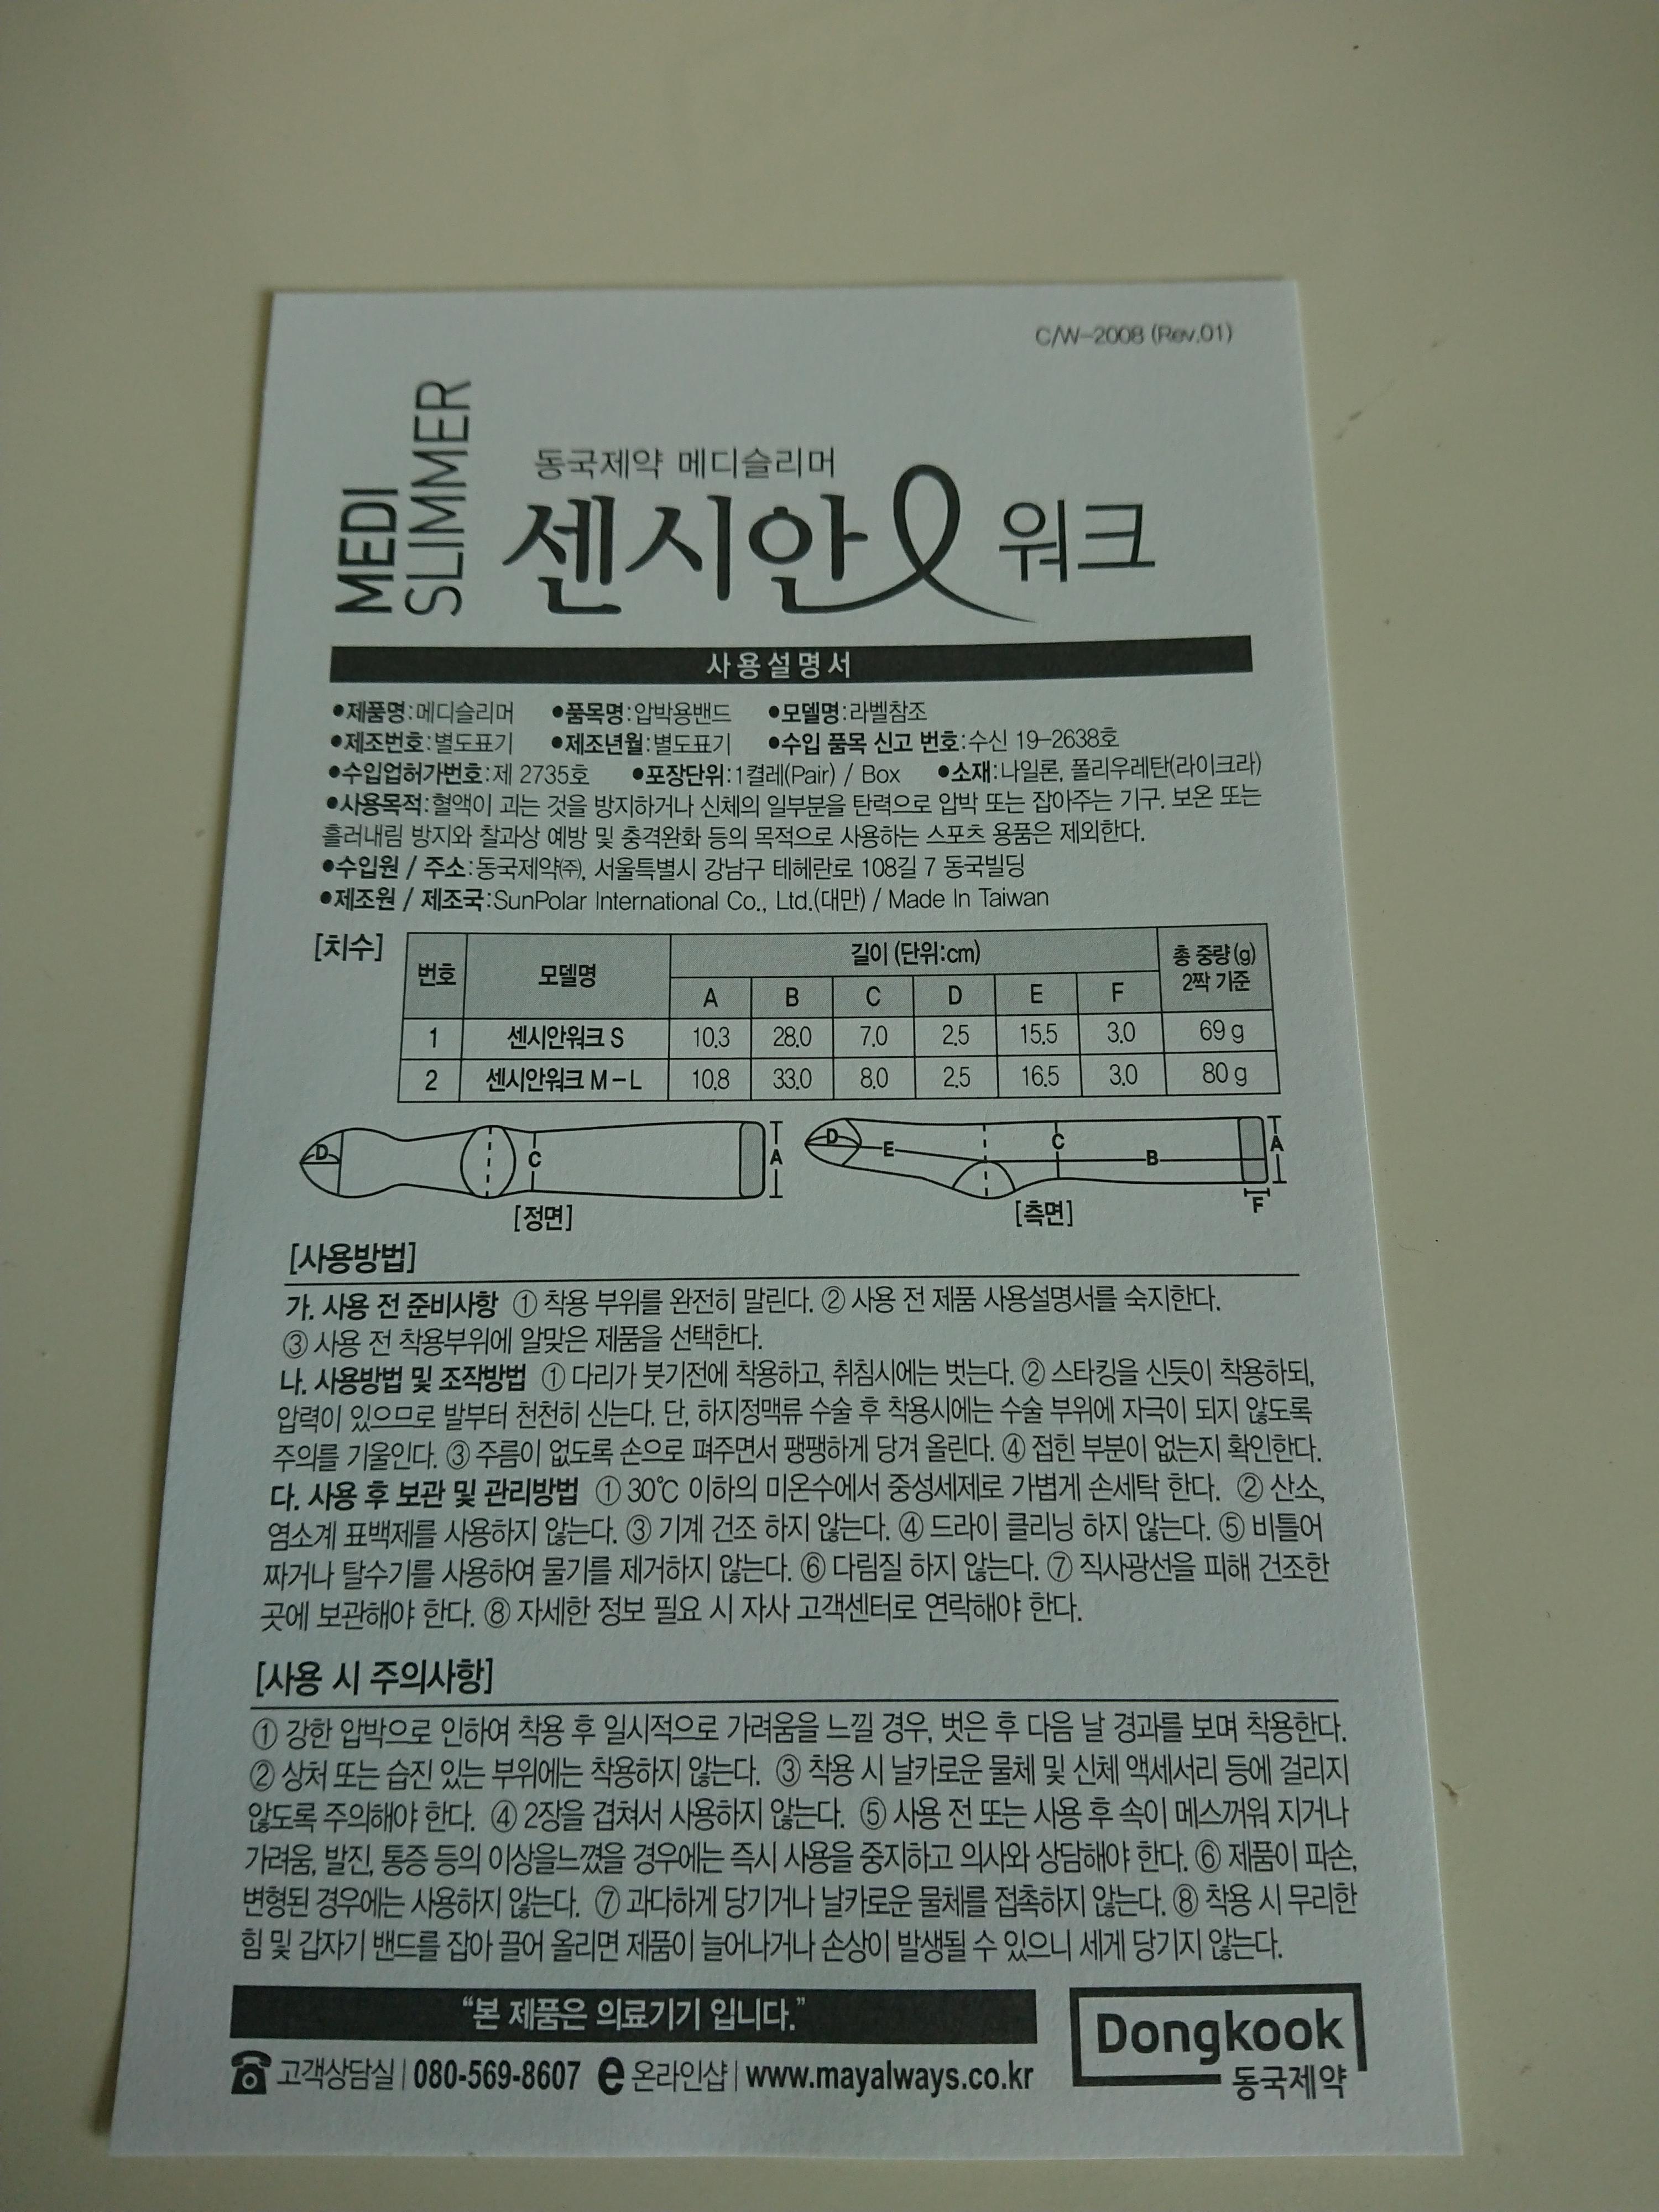 C/W-2008 (Rev.01)
MEDI
SLIMMER
동국제약 메디슬리머
센시안 워크
사용설명서
●제품명:메디슬리머 ●품목명:압박용밴드 ●모델명:라벨참조
●제조번호:별도표기 ●제조년월:별도표기 ●수입 품목 신고 번호:수신 19-2638호
●수입업허가번호:제 2735호 ●포장단위:1켤레(Pair) / Box ●소재:나일론, 폴리우레탄(라이크라)
●사용목적:혈액이 괴는 것을 방지하거나 신체의 일부분을 탄력으로 압박 또는 잡아주는 기구. 보온 또는
흘러내림 방지와 찰과상 예방 및 충격완화 등의 목적으로 사용하는 스포츠 용품은 제외한다.
●수입원 / 주소:동국제약㈜, 서울특별시 강남구 테헤란로 108길 7 동국빌딩
●제조원 / 제조국:SunPolar International Co., Ltd.(대만) / Made In Taiwan
[치수]
번호 모델명 길이 (단위:cm) 총 중량(g) 2짝 기준
A B C D E F
1 센시안워크 S 10.3 28.0 7.0 2.5 15.5 3.0 69 g
2 센시안워크 M-L 10.8 33.0 8.0 2.5 16.5 3.0 80 g
D C A D E C B A F
[정면] [측면]
[사용방법]
가. 사용 전 준비사항 ① 착용 부위를 완전히 말린다. ② 사용 전 제품 사용설명서를 숙지한다.
③ 사용 전 착용부위에 알맞은 제품을 선택한다.
나. 사용방법 및 조작방법 ① 다리가 붓기전에 착용하고, 취침시에는 벗는다. ② 스타킹을 신듯이 착용하되,
압력이 있으므로 발부터 천천히 신는다. 단, 하지정맥류 수술 후 착용시에는 수술 부위에 자극이 되지 않도록
주의를 기울인다. ③ 주름이 없도록 손으로 펴주면서 팽팽하게 당겨 올린다. ④ 접힌 부분이 없는지 확인한다.
다. 사용 후 보관 및 관리방법 ① 30℃ 이하의 미온수에서 중성세제로 가볍게 손세탁 한다. ② 산소,
염소계 표백제를 사용하지 않는다. ③ 기계 건조 하지 않는다. ④ 드라이 클리닝 하지 않는다. ⑤ 비틀어
짜거나 탈수기를 사용하여 물기를 제거하지 않는다. ⑥ 다림질 하지 않는다. ⑦ 직사광선을 피해 건조한
곳에 보관해야 한다. ⑧ 자세한 정보 필요 시 자사 고객센터로 연락해야 한다.
[사용 시 주의사항]
① 강한 압박으로 인하여 착용 후 일시적으로 가려움을 느낄 경우, 벗은 후 다음 날 경과를 보며 착용한다.
② 상처 또는 습진 있는 부위에는 착용하지 않는다. ③ 착용 시 날카로운 물체 및 신체 액세서리 등에 걸리지
않도록 주의해야 한다. ④ 2장을 겹쳐서 사용하지 않는다. ⑤ 사용 전 또는 사용 후 속이 메스꺼워 지거나
가려움, 발진, 통증 등의 이상을느꼈을 경우에는 즉시 사용을 중지하고 의사와 상담해야 한다. ⑥ 제품이 파손,
변형된 경우에는 사용하지 않는다. ⑦ 과다하게 당기거나 날카로운 물체를 접촉하지 않는다. ⑧ 착용 시 무리한
힘 및 갑자기 밴드를 잡아 끌어 올리면 제품이 늘어나거나 손상이 발생될 수 있으니 세게 당기지 않는다.
“본 제품은 의료기기 입니다.”
고객상담실 | 080-569-8607 e 온라인샵 | www.mayalways.co.kr
Dongkook
동국제약